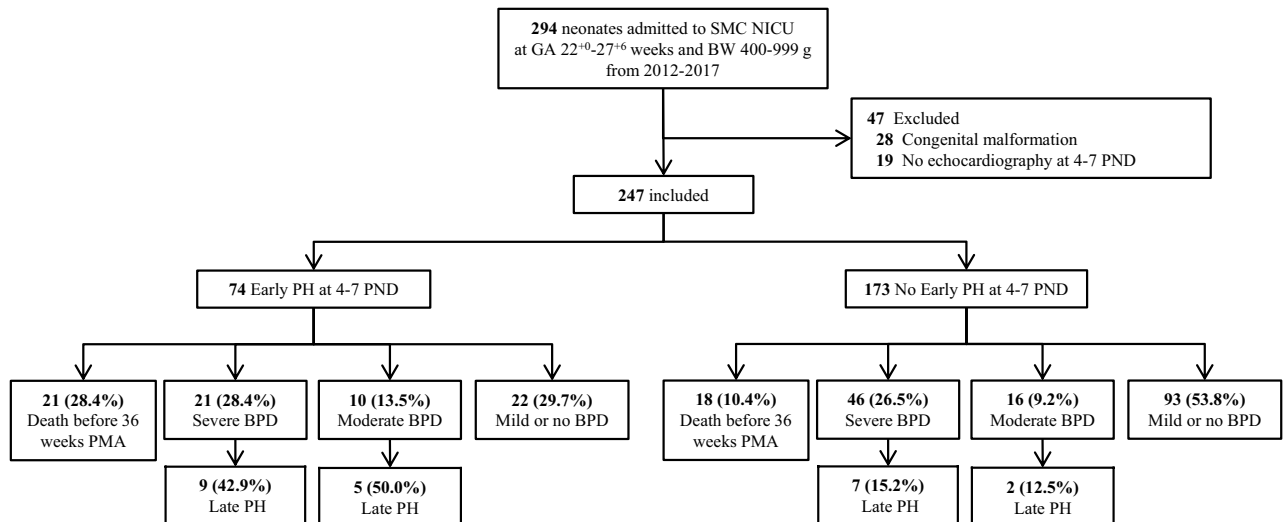 294 neonates admitted to SMC NICU
at GA 22⁺⁰-27⁺⁶ weeks and BW 400-999 g
from 2012-2017
47 Excluded
28 Congenital malformation
19 No echocardiography at 4-7 PND
247 included
74 Early PH at 4-7 PND
173 No Early PH at 4-7 PND
21 (28.4%)
Death before 36
weeks PMA
21 (28.4%)
Severe BPD
10 (13.5%)
Moderate BPD
22 (29.7%)
Mild or no BPD
18 (10.4%)
Death before 36
weeks PMA
46 (26.5%)
Severe BPD
16 (9.2%)
Moderate BPD
93 (53.8%)
Mild or no BPD
9 (42.9%)
Late PH
5 (50.0%)
Late PH
7 (15.2%)
Late PH
2 (12.5%)
Late PH